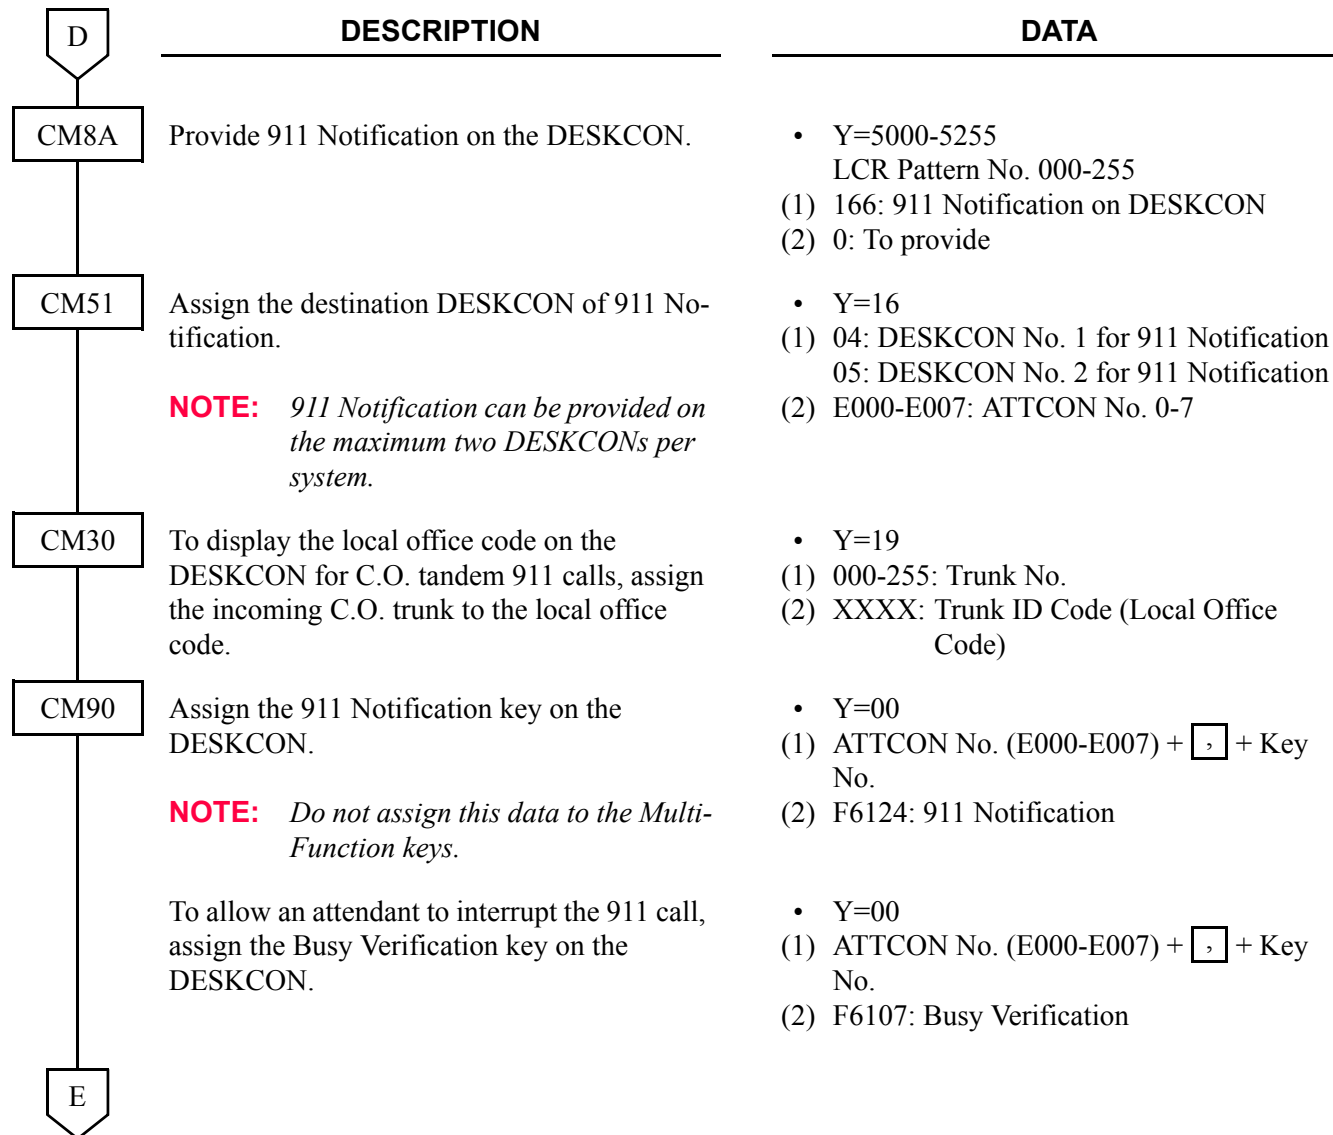 D
DESCRIPTION
DATA
CM8A
Provide 911 Notification on the DESKCON.
• Y=5000-5255
LCR Pattern No. 000-255
(1) 166: 911 Notification on DESKCON
(2) 0: To provide
CM51
Assign the destination DESKCON of 911 No-
tification.
NOTE: 911 Notification can be provided on
the maximum two DESKCONs per
system.
• Y=16
(1) 04: DESKCON No. 1 for 911 Notification
05: DESKCON No. 2 for 911 Notification
(2) E000-E007: ATTCON No. 0-7
CM30
To display the local office code on the
DESKCON for C.O. tandem 911 calls, assign
the incoming C.O. trunk to the local office
code.
• Y=19
(1) 000-255: Trunk No.
(2) XXXX: Trunk ID Code (Local Office
Code)
CM90
Assign the 911 Notification key on the
DESKCON.
NOTE: Do not assign this data to the Multi-
Function keys.
• Y=00
(1) ATTCON No. (E000-E007) + , + Key
No.
(2) F6124: 911 Notification
To allow an attendant to interrupt the 911 call,
assign the Busy Verification key on the
DESKCON.
• Y=00
(1) ATTCON No. (E000-E007) + , + Key
No.
(2) F6107: Busy Verification
E